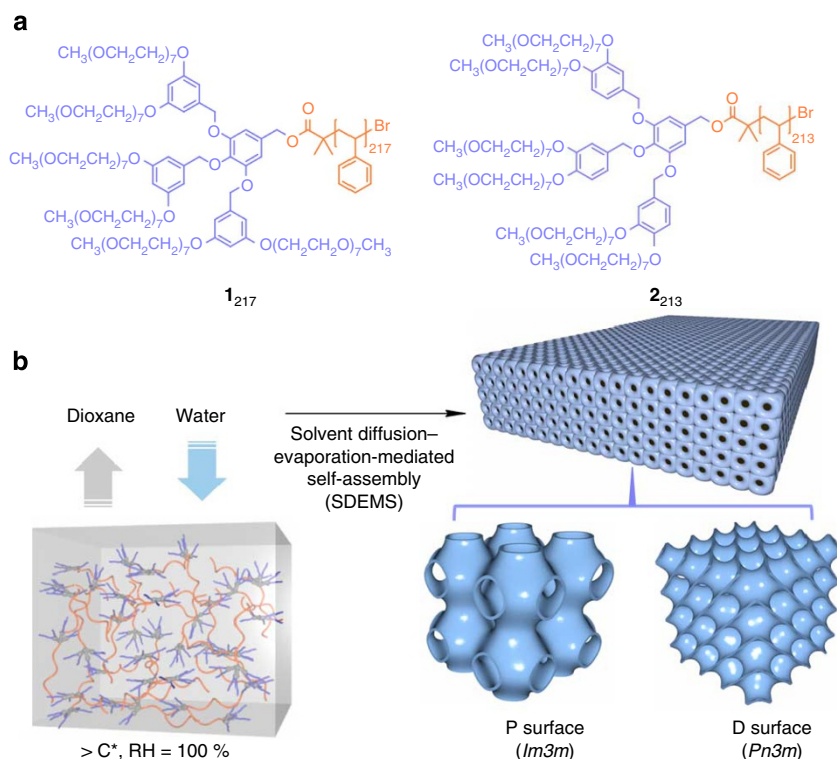 a
CH₃(OCH₂CH₂)₇O
CH₃(OCH₂CH₂)₇O
CH₃(OCH₂CH₂)₇O
CH₃(OCH₂CH₂)₇O
CH₃(OCH₂CH₂)₇O
O(CH₂CH₂O)₇CH₃
O
O
O
O
O
Br
217
1₂₁₇
CH₃(OCH₂CH₂)₇O
CH₃(OCH₂CH₂)₇O
CH₃(OCH₂CH₂)₇O
CH₃(OCH₂CH₂)₇O
CH₃(OCH₂CH₂)₇O
CH₃(OCH₂CH₂)₇O
O
O
O
O
O
Br
213
2₂₁₃
b
Dioxane
Water
Solvent diffusion–
evaporation-mediated
self-assembly
(SDEMS)
> C*, RH = 100 %
P surface
(Im3m)
D surface
(Pn3m)